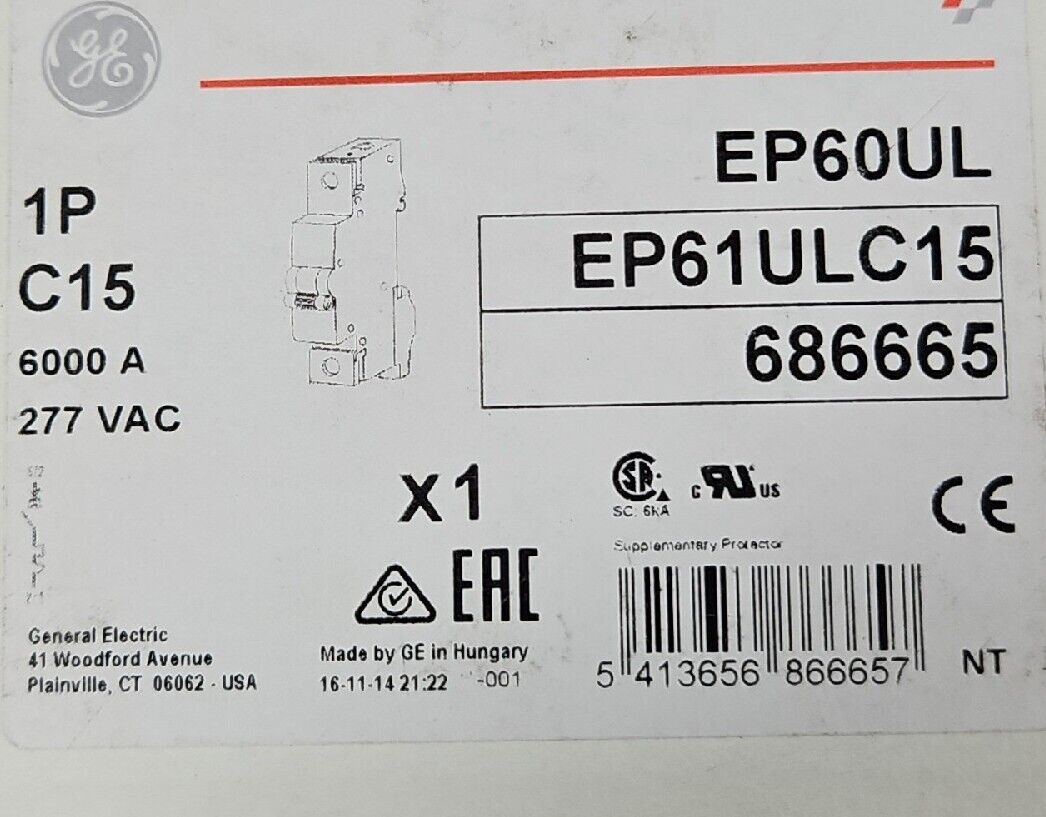 GE
EP60UL
1P
EP61ULC15
C15
686665
6000 A
277 VAC
X1
SC: 6kA
C RU US
CE
Supplementary Protector
EAC
General Electric
41 Woodford Avenue
Plainville, CT 06062 - USA
Made by GE in Hungary
16-11-14 21:22 -001
5 413656 866657
NT